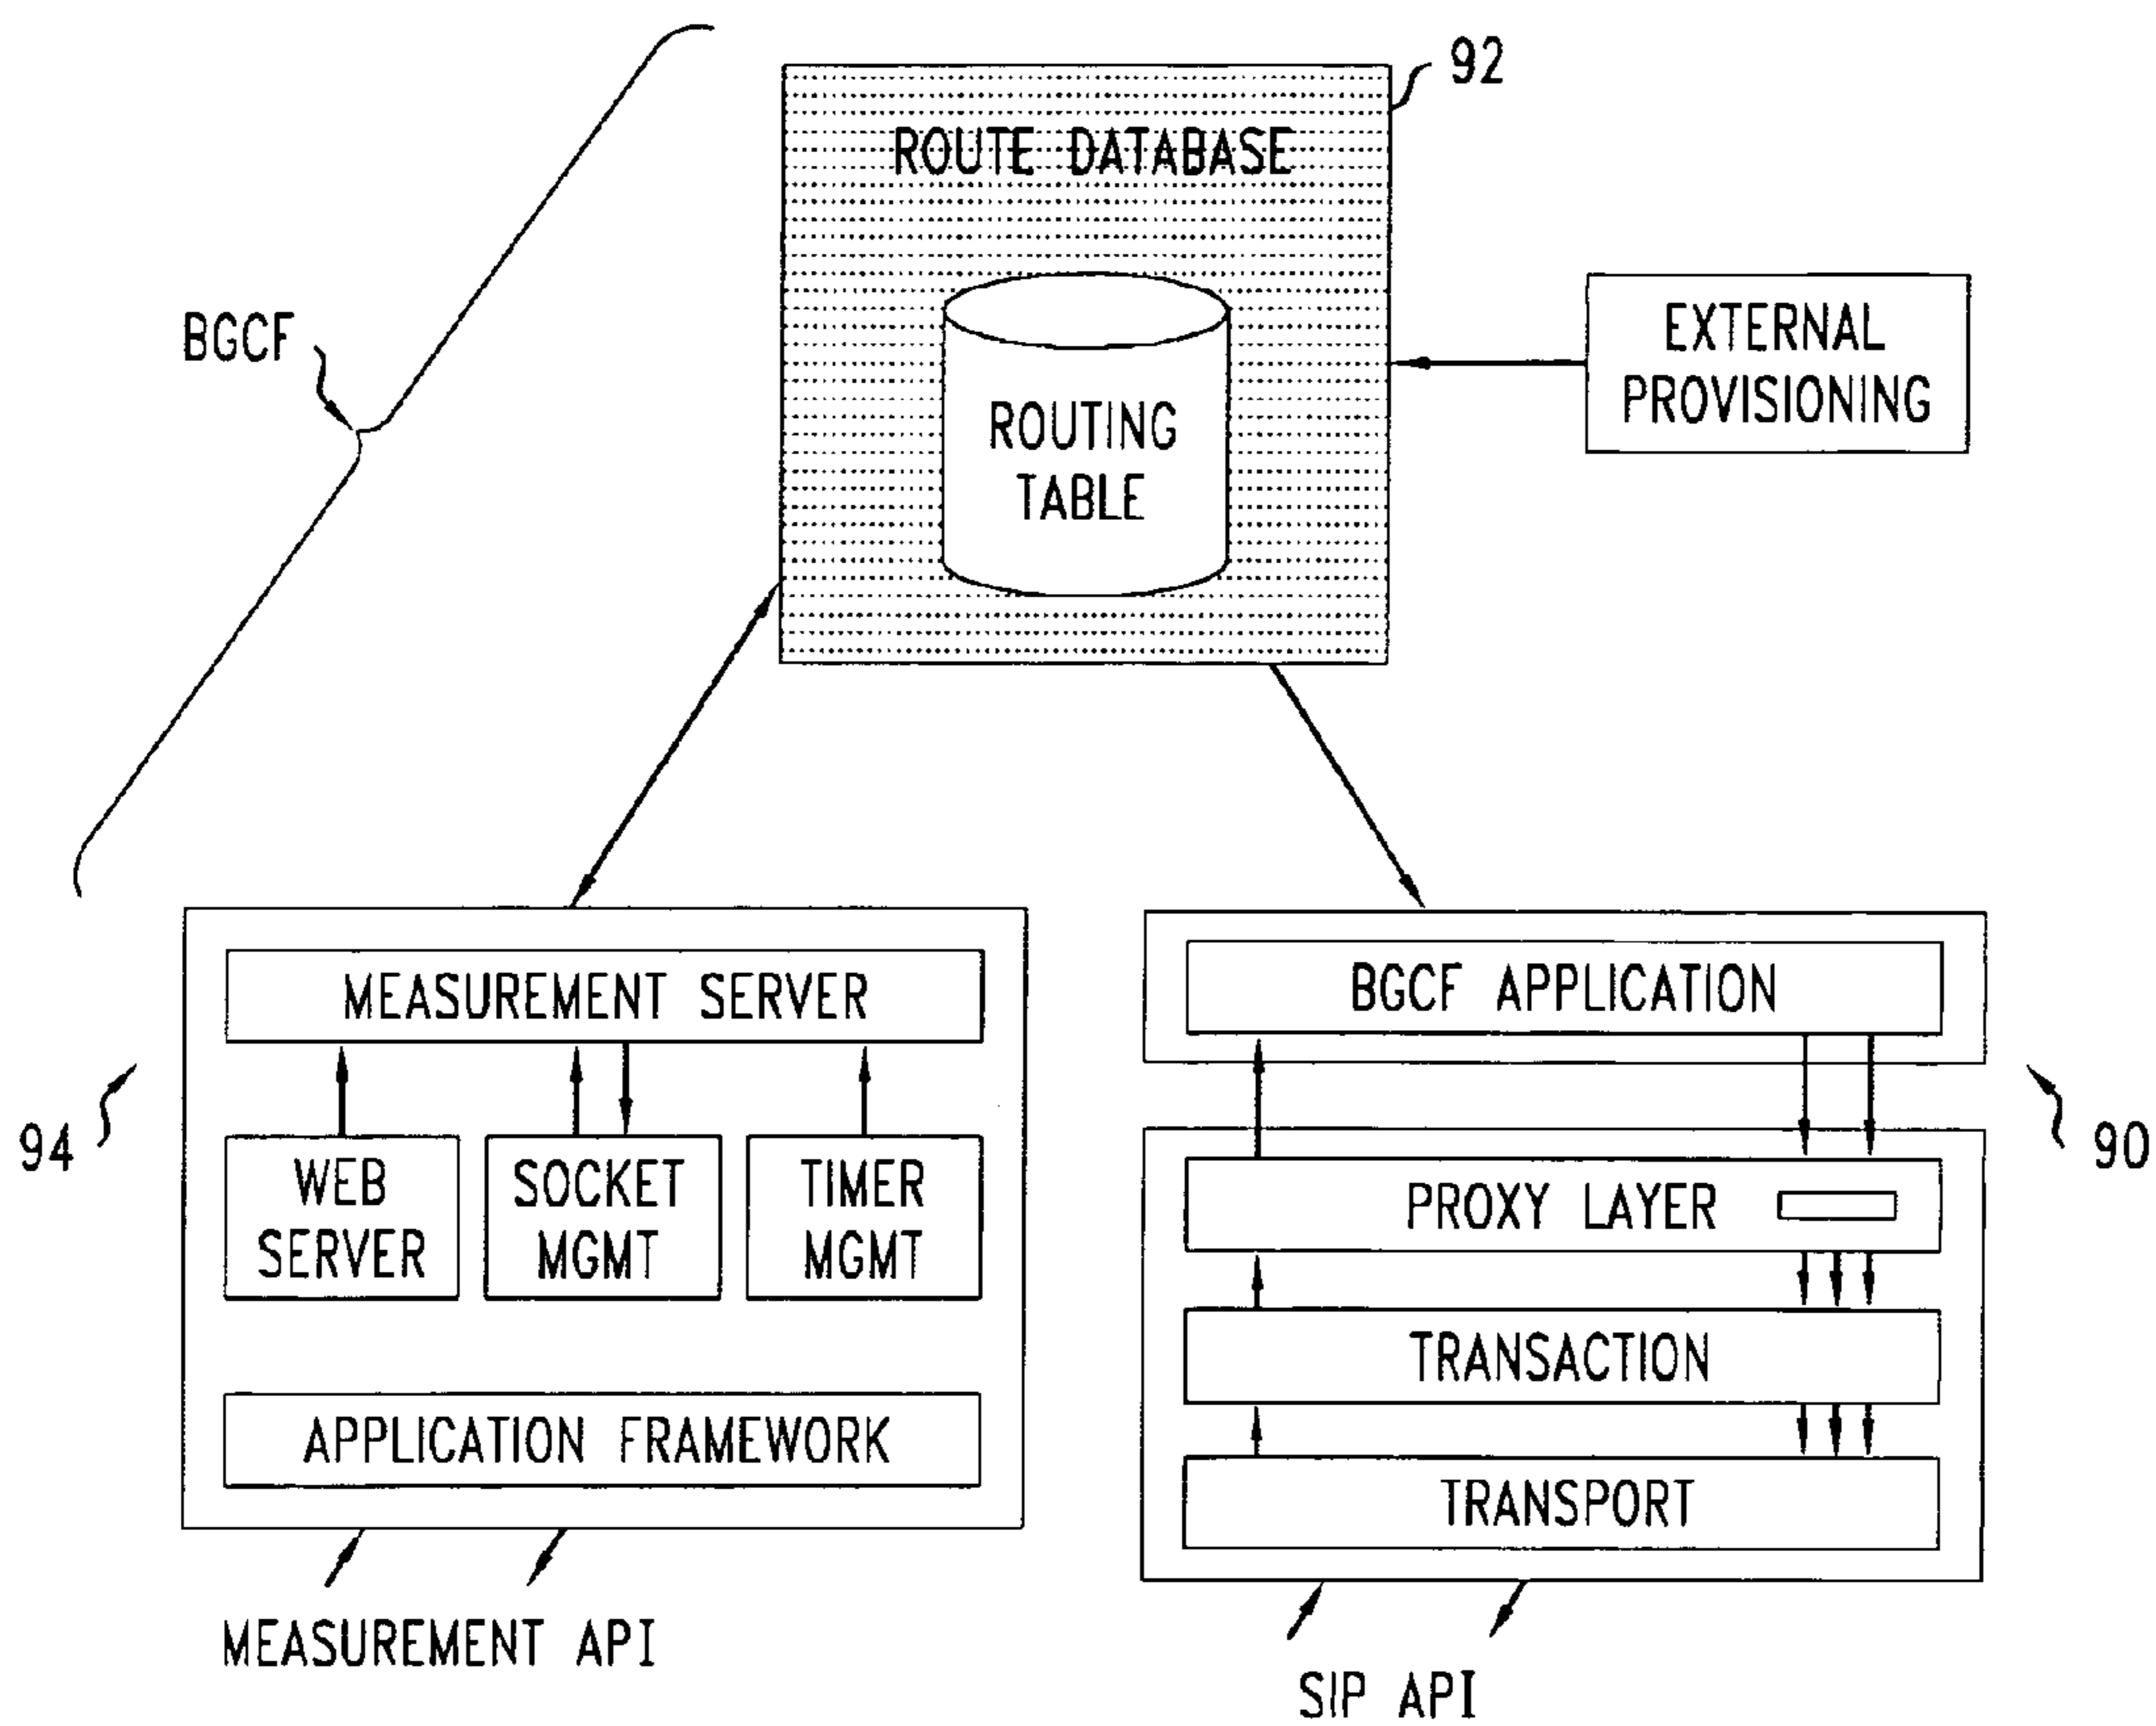 92
ROUTE DATABASE
BGCF
EXTERNAL
PROVISIONING
ROUTING
TABLE
MEASUREMENT SERVER
BGCF APPLICATION
94
90
WEB
SERVER
SOCKET
MGMT
TIMER
MGMT
PROXY LAYER
TRANSACTION
APPLICATION FRAMEWORK
TRANSPORT
MEASUREMENT API
SIP API